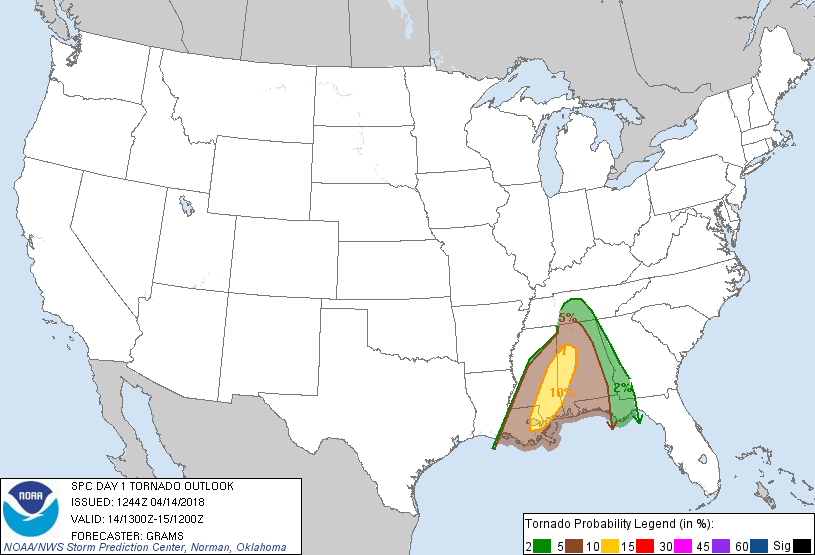 5%
2%
10%
SPC DAY 1 TORNADO OUTLOOK
ISSUED: 1244Z 04/14/2018
VALID: 14/1300Z-15/1200Z
FORECASTER: GRAMS
NOAA/NWS Storm Prediction Center, Norman, Oklahoma
NOAA
Tornado Probability Legend (in %):
2 5 10 15 30 45 60 Sig